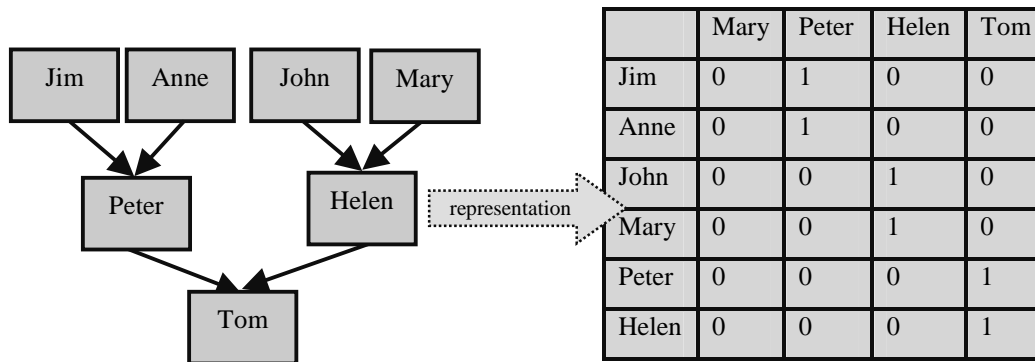 Jim Anne John Mary
Peter Helen
Tom
representation
Mary Peter Helen Tom
Jim 0 1 0 0
Anne 0 1 0 0
John 0 0 1 0
Mary 0 0 1 0
Peter 0 0 0 1
Helen 0 0 0 1